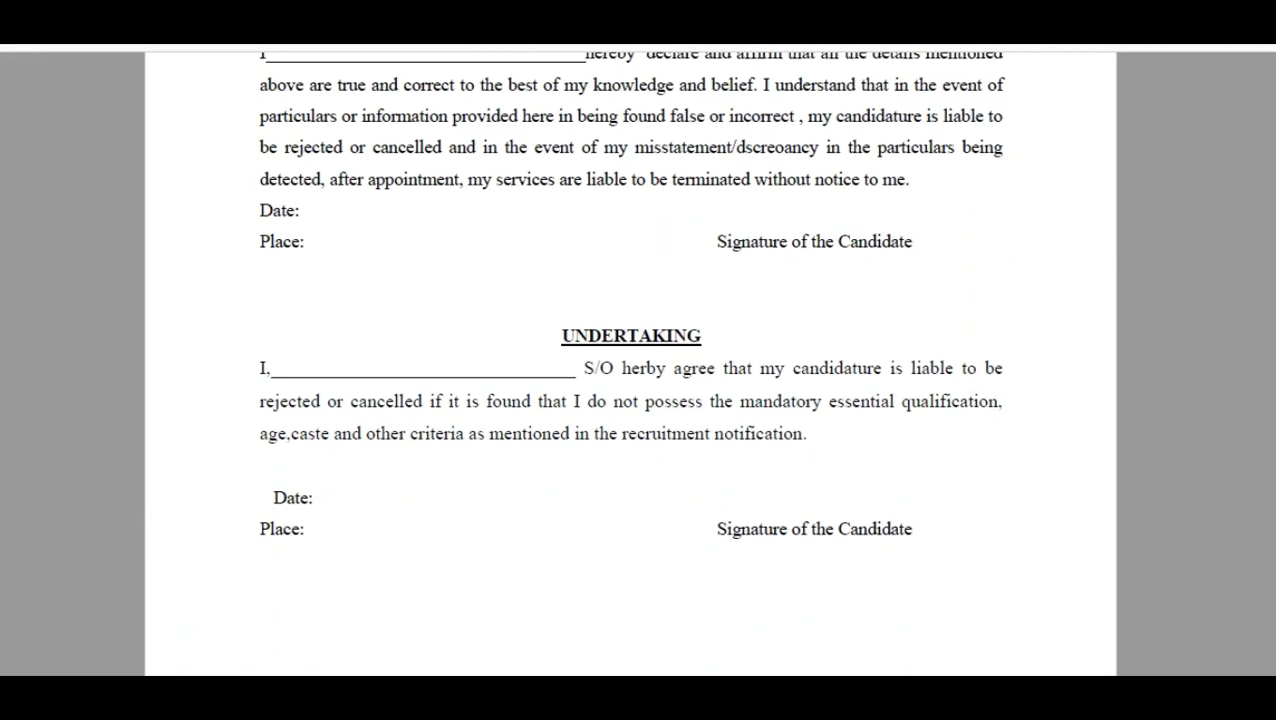 I________________________________hereby declare and affirm that all the details mentioned
above are true and correct to the best of my knowledge and belief. I understand that in the event of
particulars or information provided here in being found false or incorrect , my candidature is liable to
be rejected or cancelled and in the event of my misstatement/dscreoancy in the particulars being
detected, after appointment, my services are liable to be terminated without notice to me.
Date:
Place: Signature of the Candidate
UNDERTAKING
I,______________________________ S/O herby agree that my candidature is liable to be
rejected or cancelled if it is found that I do not possess the mandatory essential qualification,
age,caste and other criteria as mentioned in the recruitment notification.
Date:
Place: Signature of the Candidate